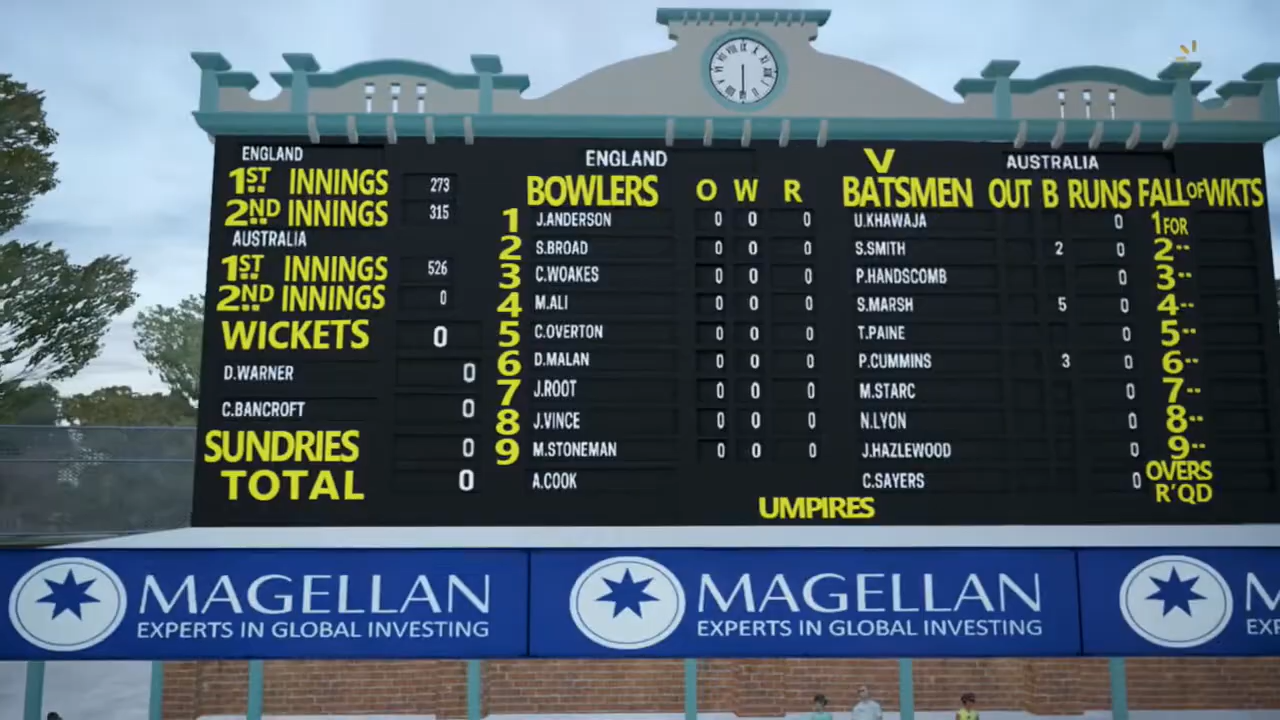 ENGLAND
1ST INNINGS 273
2ND INNINGS 315
AUSTRALIA
1ST INNINGS 526
2ND INNINGS 0
WICKETS 0
D.WARNER 0
C.BANCROFT 0
SUNDRIES 0
TOTAL 0
ENGLAND V AUSTRALIA
BOWLERS O W R
1 J.ANDERSON 0 0 0
2 S.BROAD 0 0 0
3 C.WOAKES 0 0 0
4 M.ALI 0 0 0
5 C.OVERTON 0 0 0
6 D.MALAN 0 0 0
7 J.ROOT 0 0 0
8 J.VINCE 0 0 0
9 M.STONEMAN 0 0 0
A.COOK
BATSMEN OUT B RUNS FALL OF WKTS
U.KHAWAJA 0 1 FOR
S.SMITH 2 0 2"
P.HANDSCOMB 0 3"
S.MARSH 5 0 4"
T.PAINE 0 5"
P.CUMMINS 3 0 6"
M.STARC 0 7"
N.LYON 0 8"
J.HAZLEWOOD 0 9"
C.SAYERS 0 OVERS
R'QD
UMPIRES
MAGELLAN
EXPERTS IN GLOBAL INVESTING
MAGELLAN
EXPERTS IN GLOBAL INVESTING
M
EXP